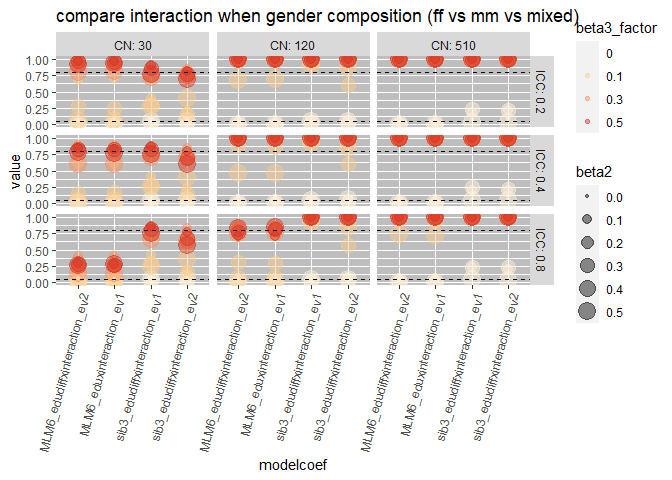 compare interaction when gender composition (ff vs mm vs mixed)
CN: 30
CN: 120
CN: 510
1.00
0.75
0.50
0.25
0.00
ICC: 0.2
1.00
0.75
0.50
0.25
0.00
ICC: 0.4
1.00
0.75
0.50
0.25
0.00
ICC: 0.8
value
MLM6_edudiffxinteraction_ev2
MLM6_eduxinteraction_ev1
sib3_edudiffxinteraction_ev1
sib3_edudiffxinteraction_ev2
MLM6_edudiffxinteraction_ev2
MLM6_eduxinteraction_ev1
sib3_edudiffxinteraction_ev1
sib3_edudiffxinteraction_ev2
MLM6_edudiffxinteraction_ev2
MLM6_eduxinteraction_ev1
sib3_edudiffxinteraction_ev1
sib3_edudiffxinteraction_ev2
modelcoef
beta3_factor
0
0.1
0.3
0.5
beta2
0.0
0.1
0.2
0.3
0.4
0.5